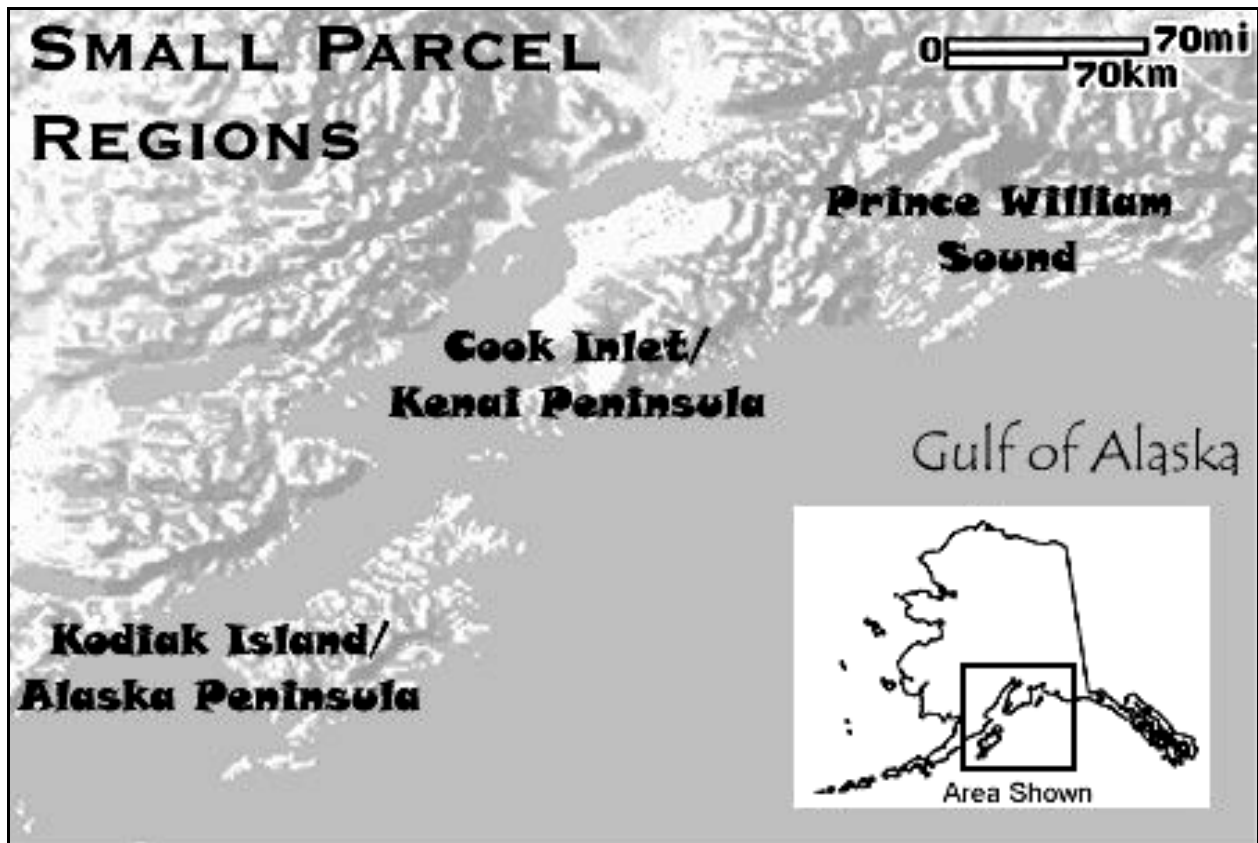 SMALL PARCEL
REGIONS
0 70mi
70km
Prince William
Sound
Cook Inlet/
Kenai Peninsula
Gulf of Alaska
Kodiak Island/
Alaska Peninsula
Area Shown